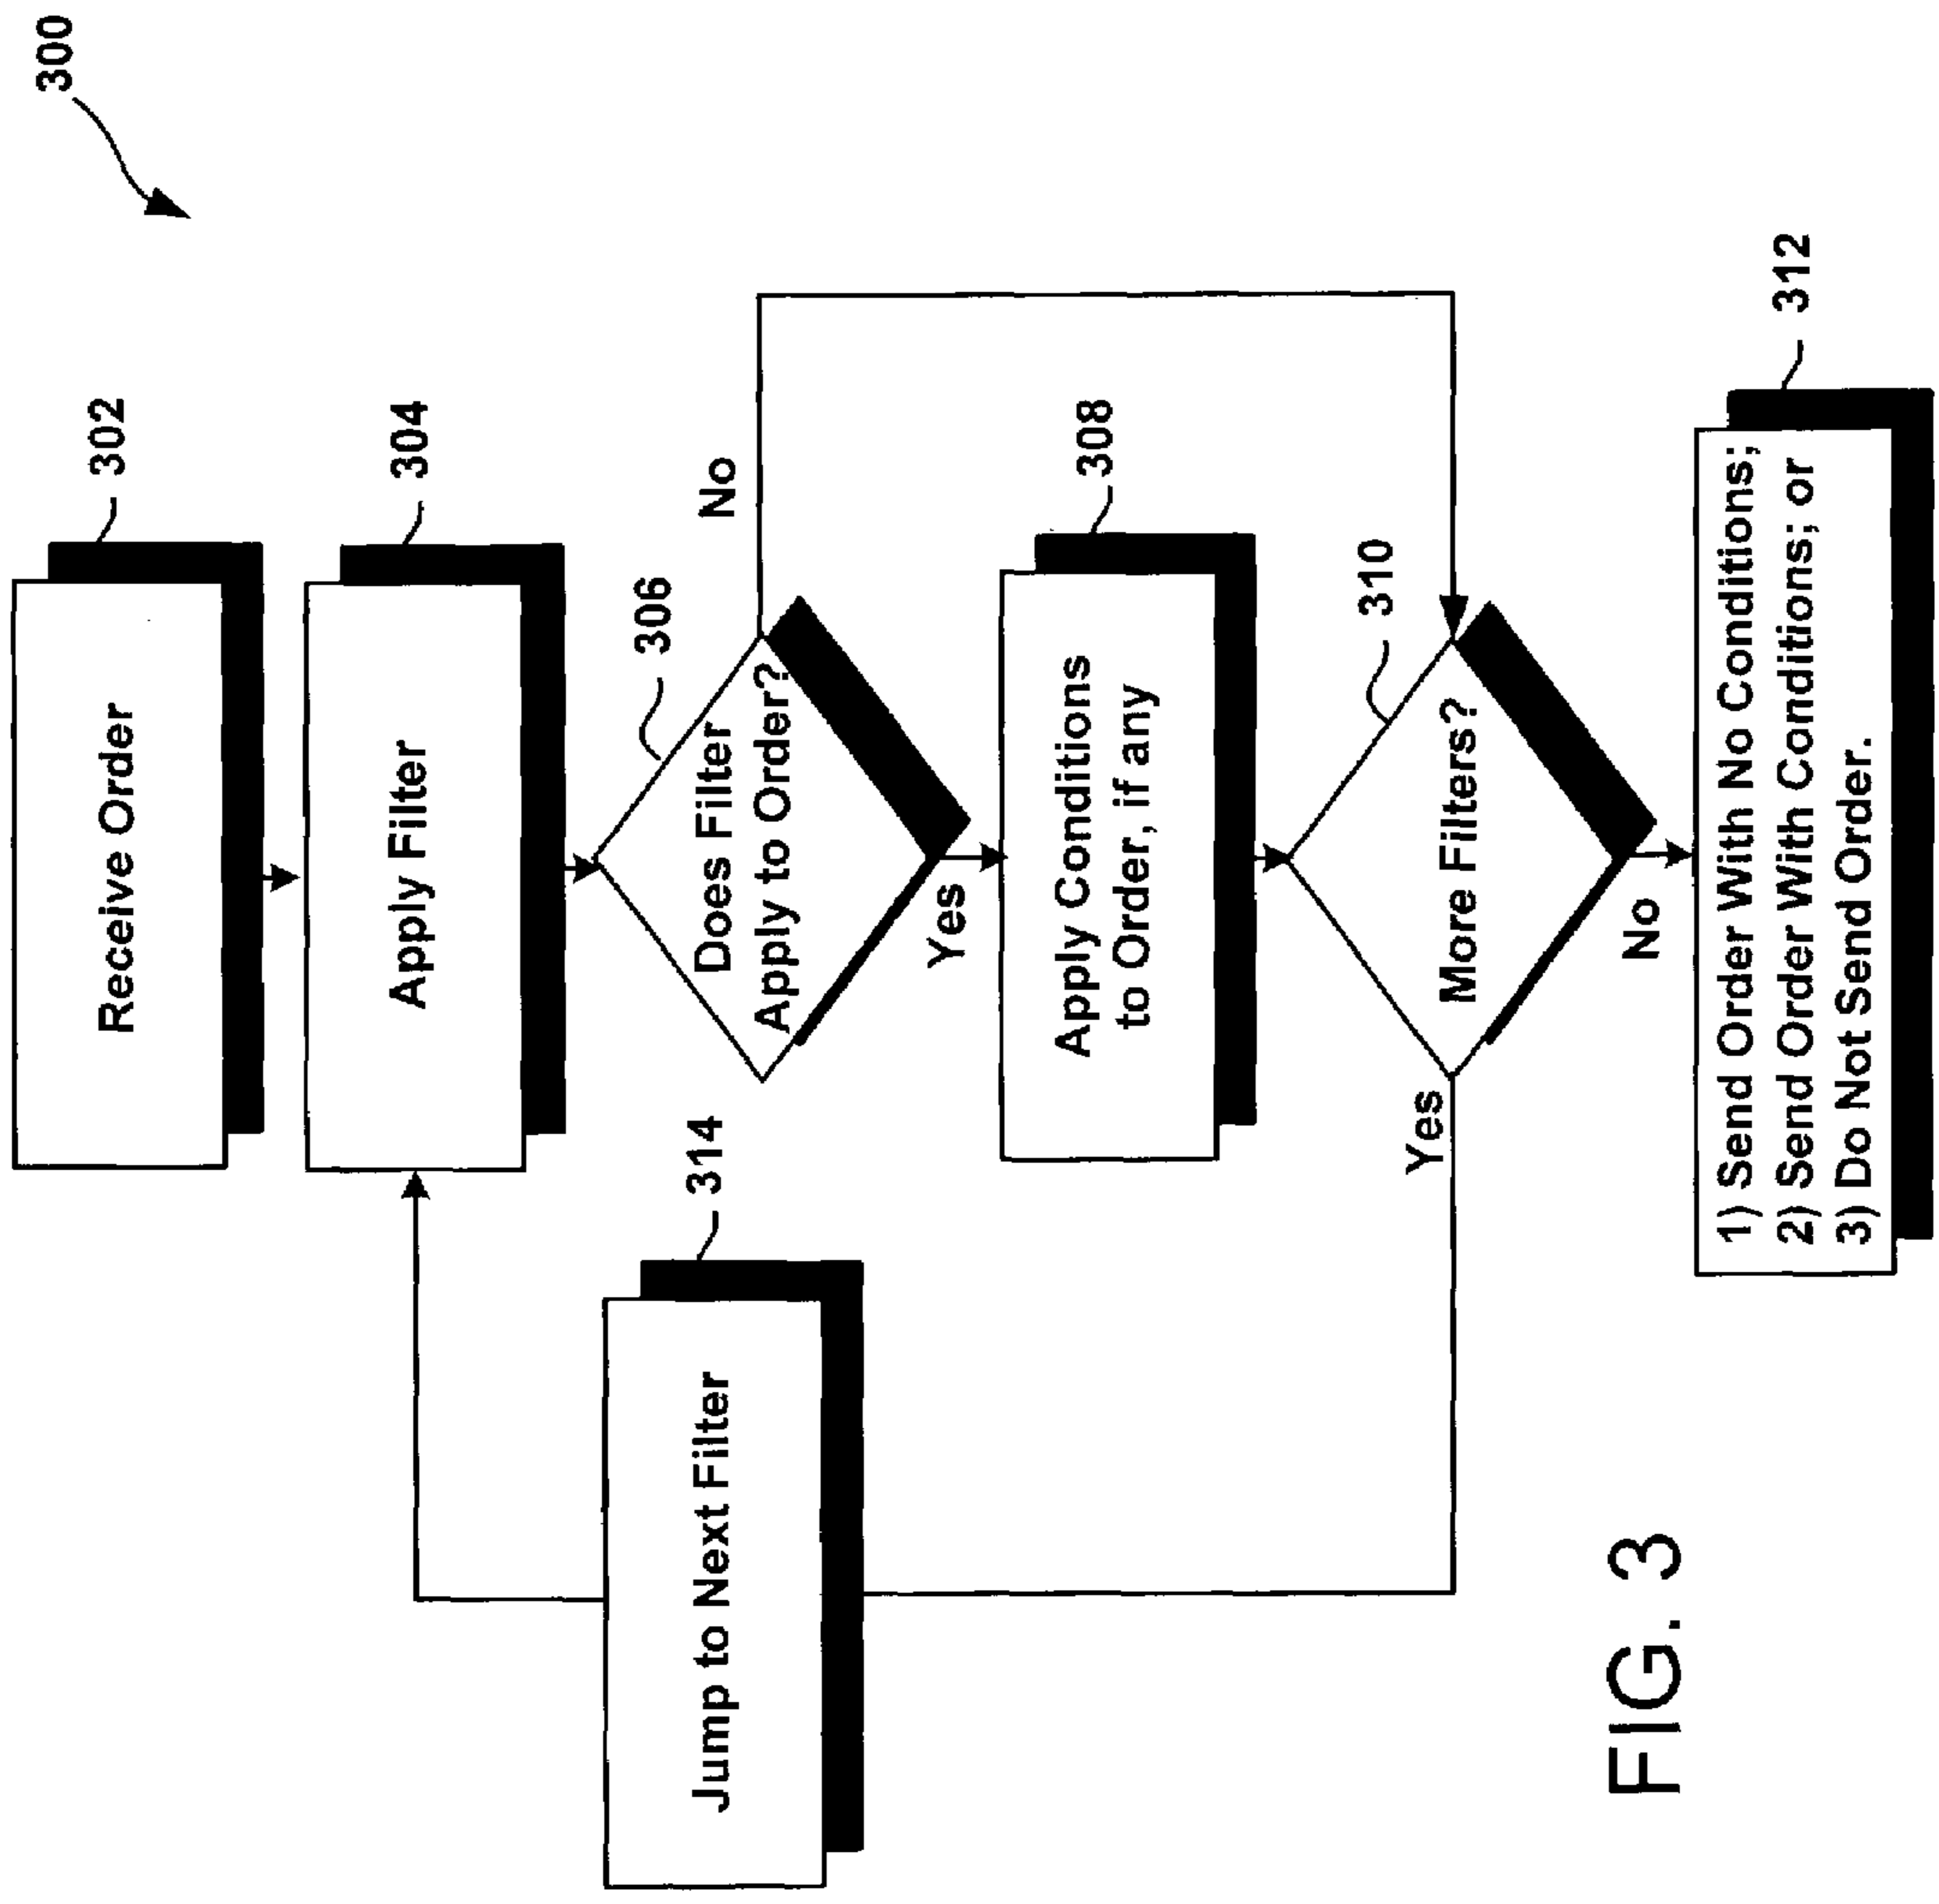 300
Receive Order
302
Apply Filter
304
306
Does Filter
Apply to Order?
No
Yes
Apply Conditions
to Order, if any
308
310
More Filters?
Yes
No
314
Jump to Next Filter
312
1) Send Order With No Conditions;
2) Send Order With Conditions; or
3) Do Not Send Order.
FIG. 3